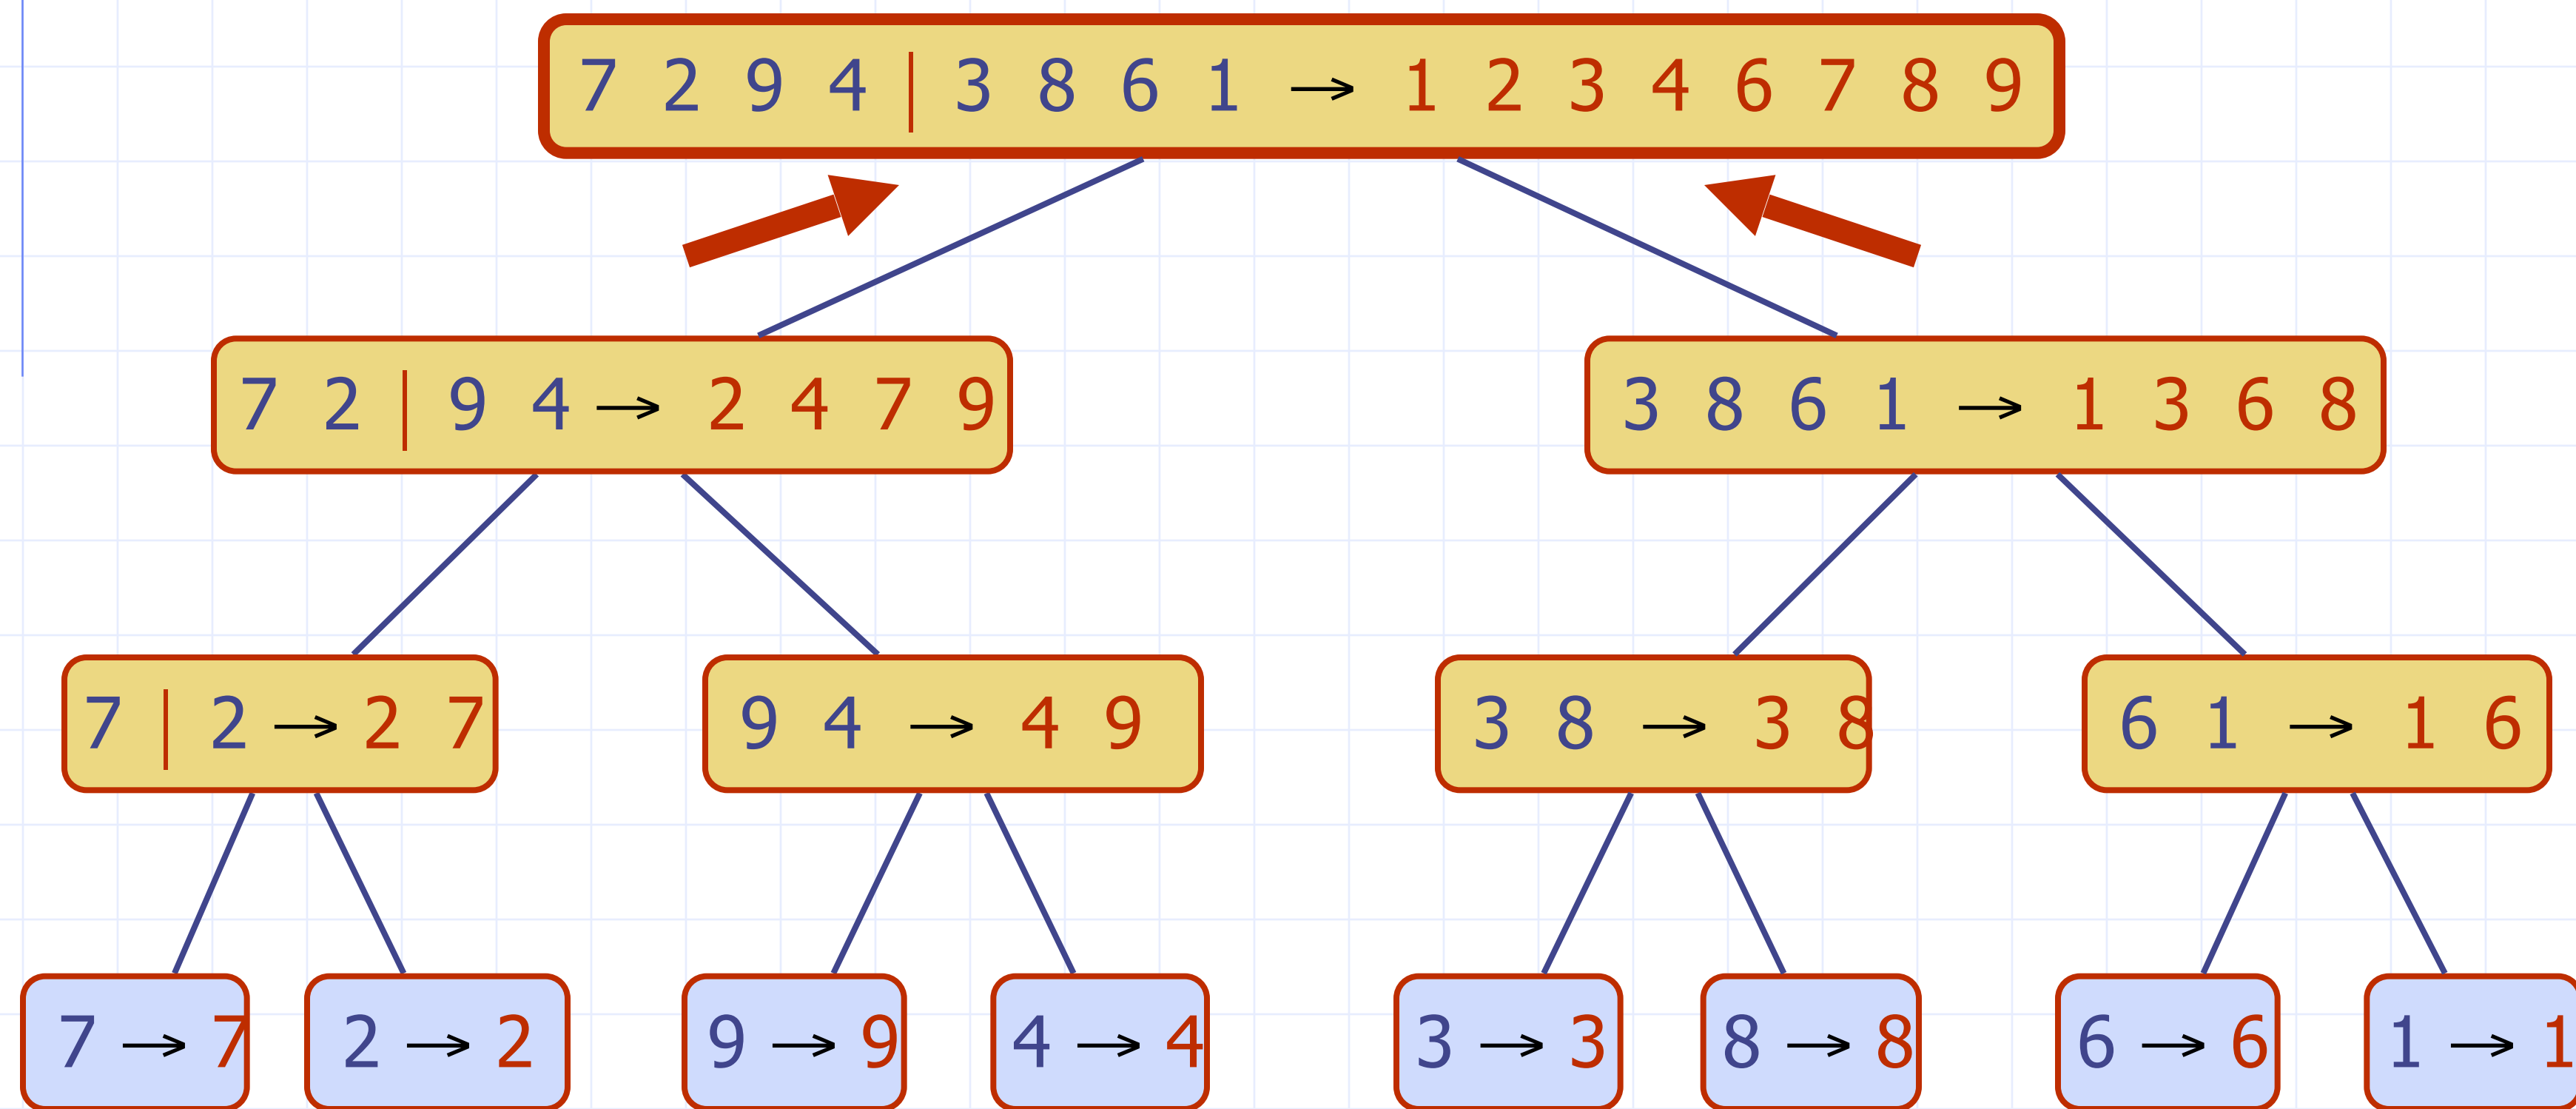 7 2 9 4 | 3 8 6 1 → 1 2 3 4 6 7 8 9
7 2 | 9 4 → 2 4 7 9
3 8 6 1 → 1 3 6 8
7 | 2 → 2 7
9 4 → 4 9
3 8 → 3 8
6 1 → 1 6
7 → 7
2 → 2
9 → 9
4 → 4
3 → 3
8 → 8
6 → 6
1 → 1